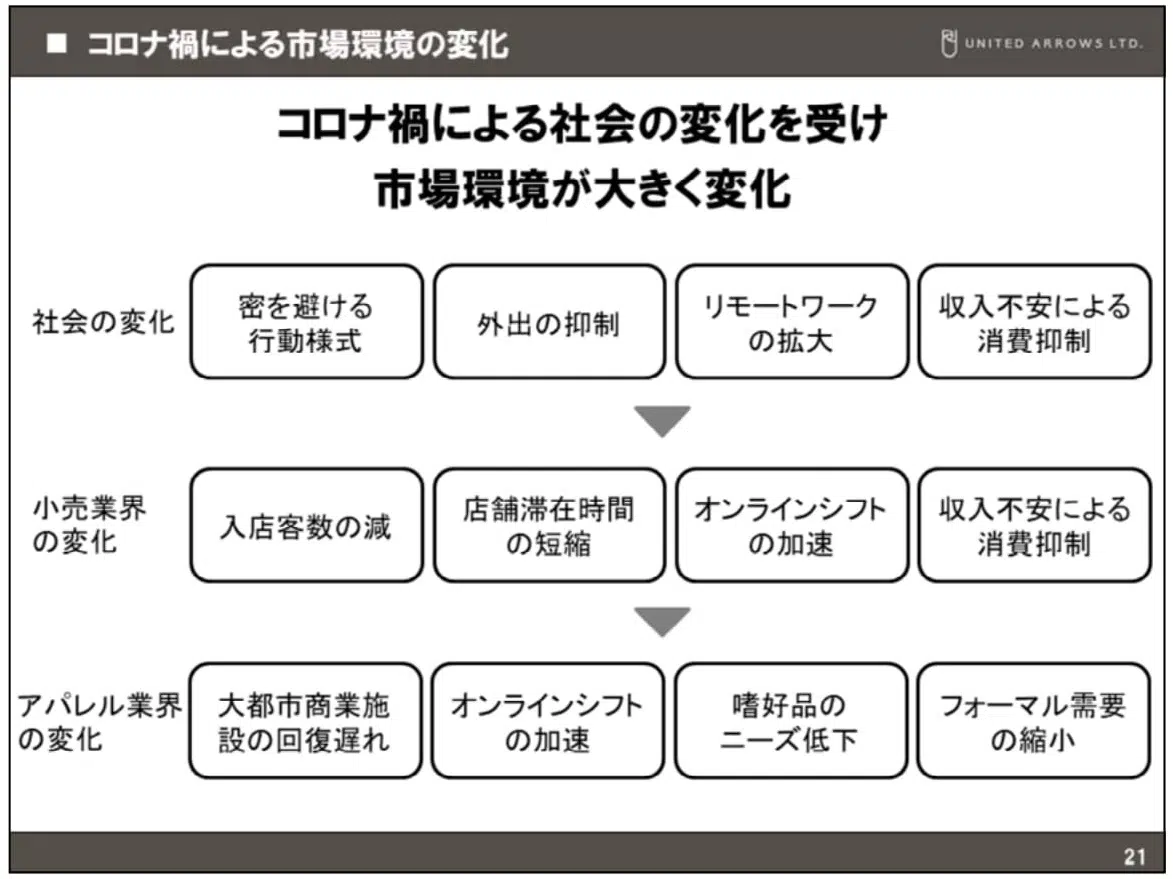 ■ コロナ禍による市場環境の変化
UNITED ARROWS LTD.
コロナ禍による社会の変化を受け
市場環境が大きく変化
社会の変化
密を避ける
行動様式
外出の抑制
リモートワーク
の拡大
収入不安による
消費抑制
小売業界
の変化
入店客数の減
店舗滞在時間
の短縮
オンラインシフト
の加速
収入不安による
消費抑制
アパレル業界
の変化
大都市商業施
設の回復遅れ
オンラインシフト
の加速
嗜好品の
ニーズ低下
フォーマル需要
の縮小
21